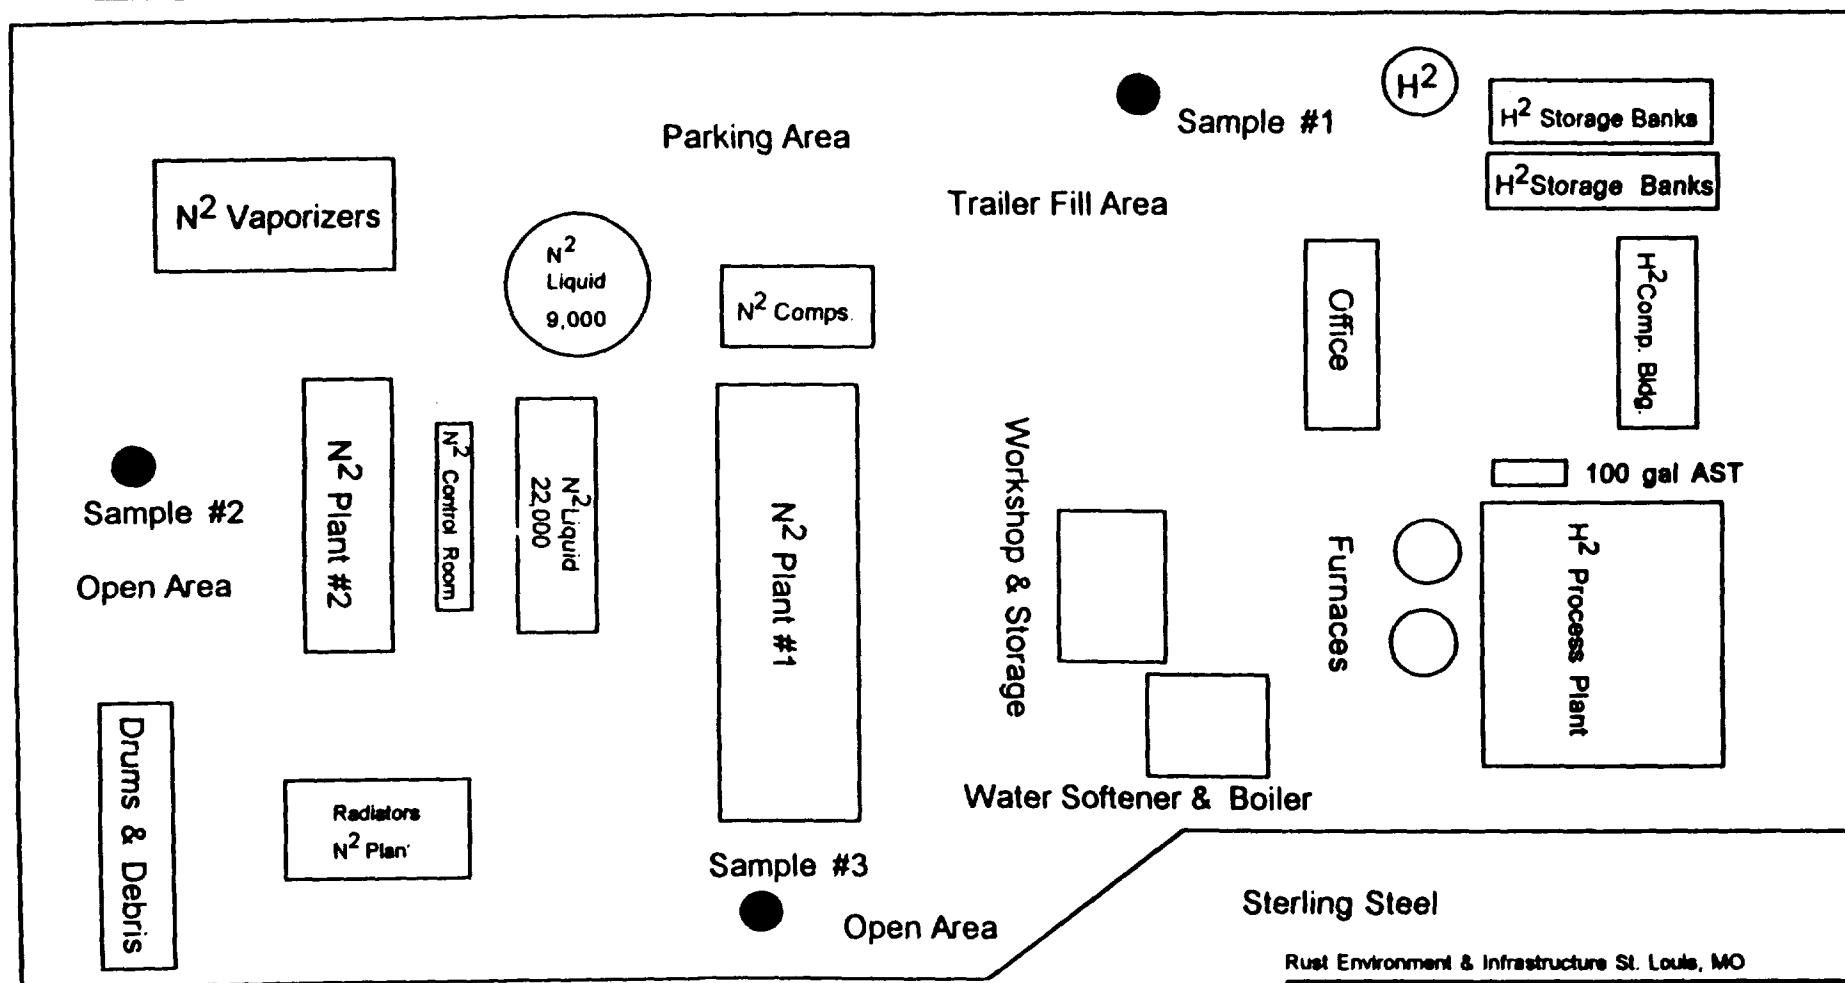 H²
Sample #1
H² Storage Banks
Parking Area
H² Storage Banks
Trailer Fill Area
N² Vaporizers
N²
Liquid
9,000
N² Comps.
Office
H² Comp. Bldg.
Sample #2
Open Area
N² Plant #2
N² Control Room
N² Liquid
22,000
N² Plant #1
Workshop & Storage
100 gal AST
Furnaces
H² Process Plant
Drums & Debris
Radiators
N² Plan
Water Softener & Boiler
Sample #3
Open Area
Sterling Steel
Rust Environment & Infrastructure St. Louis, MO